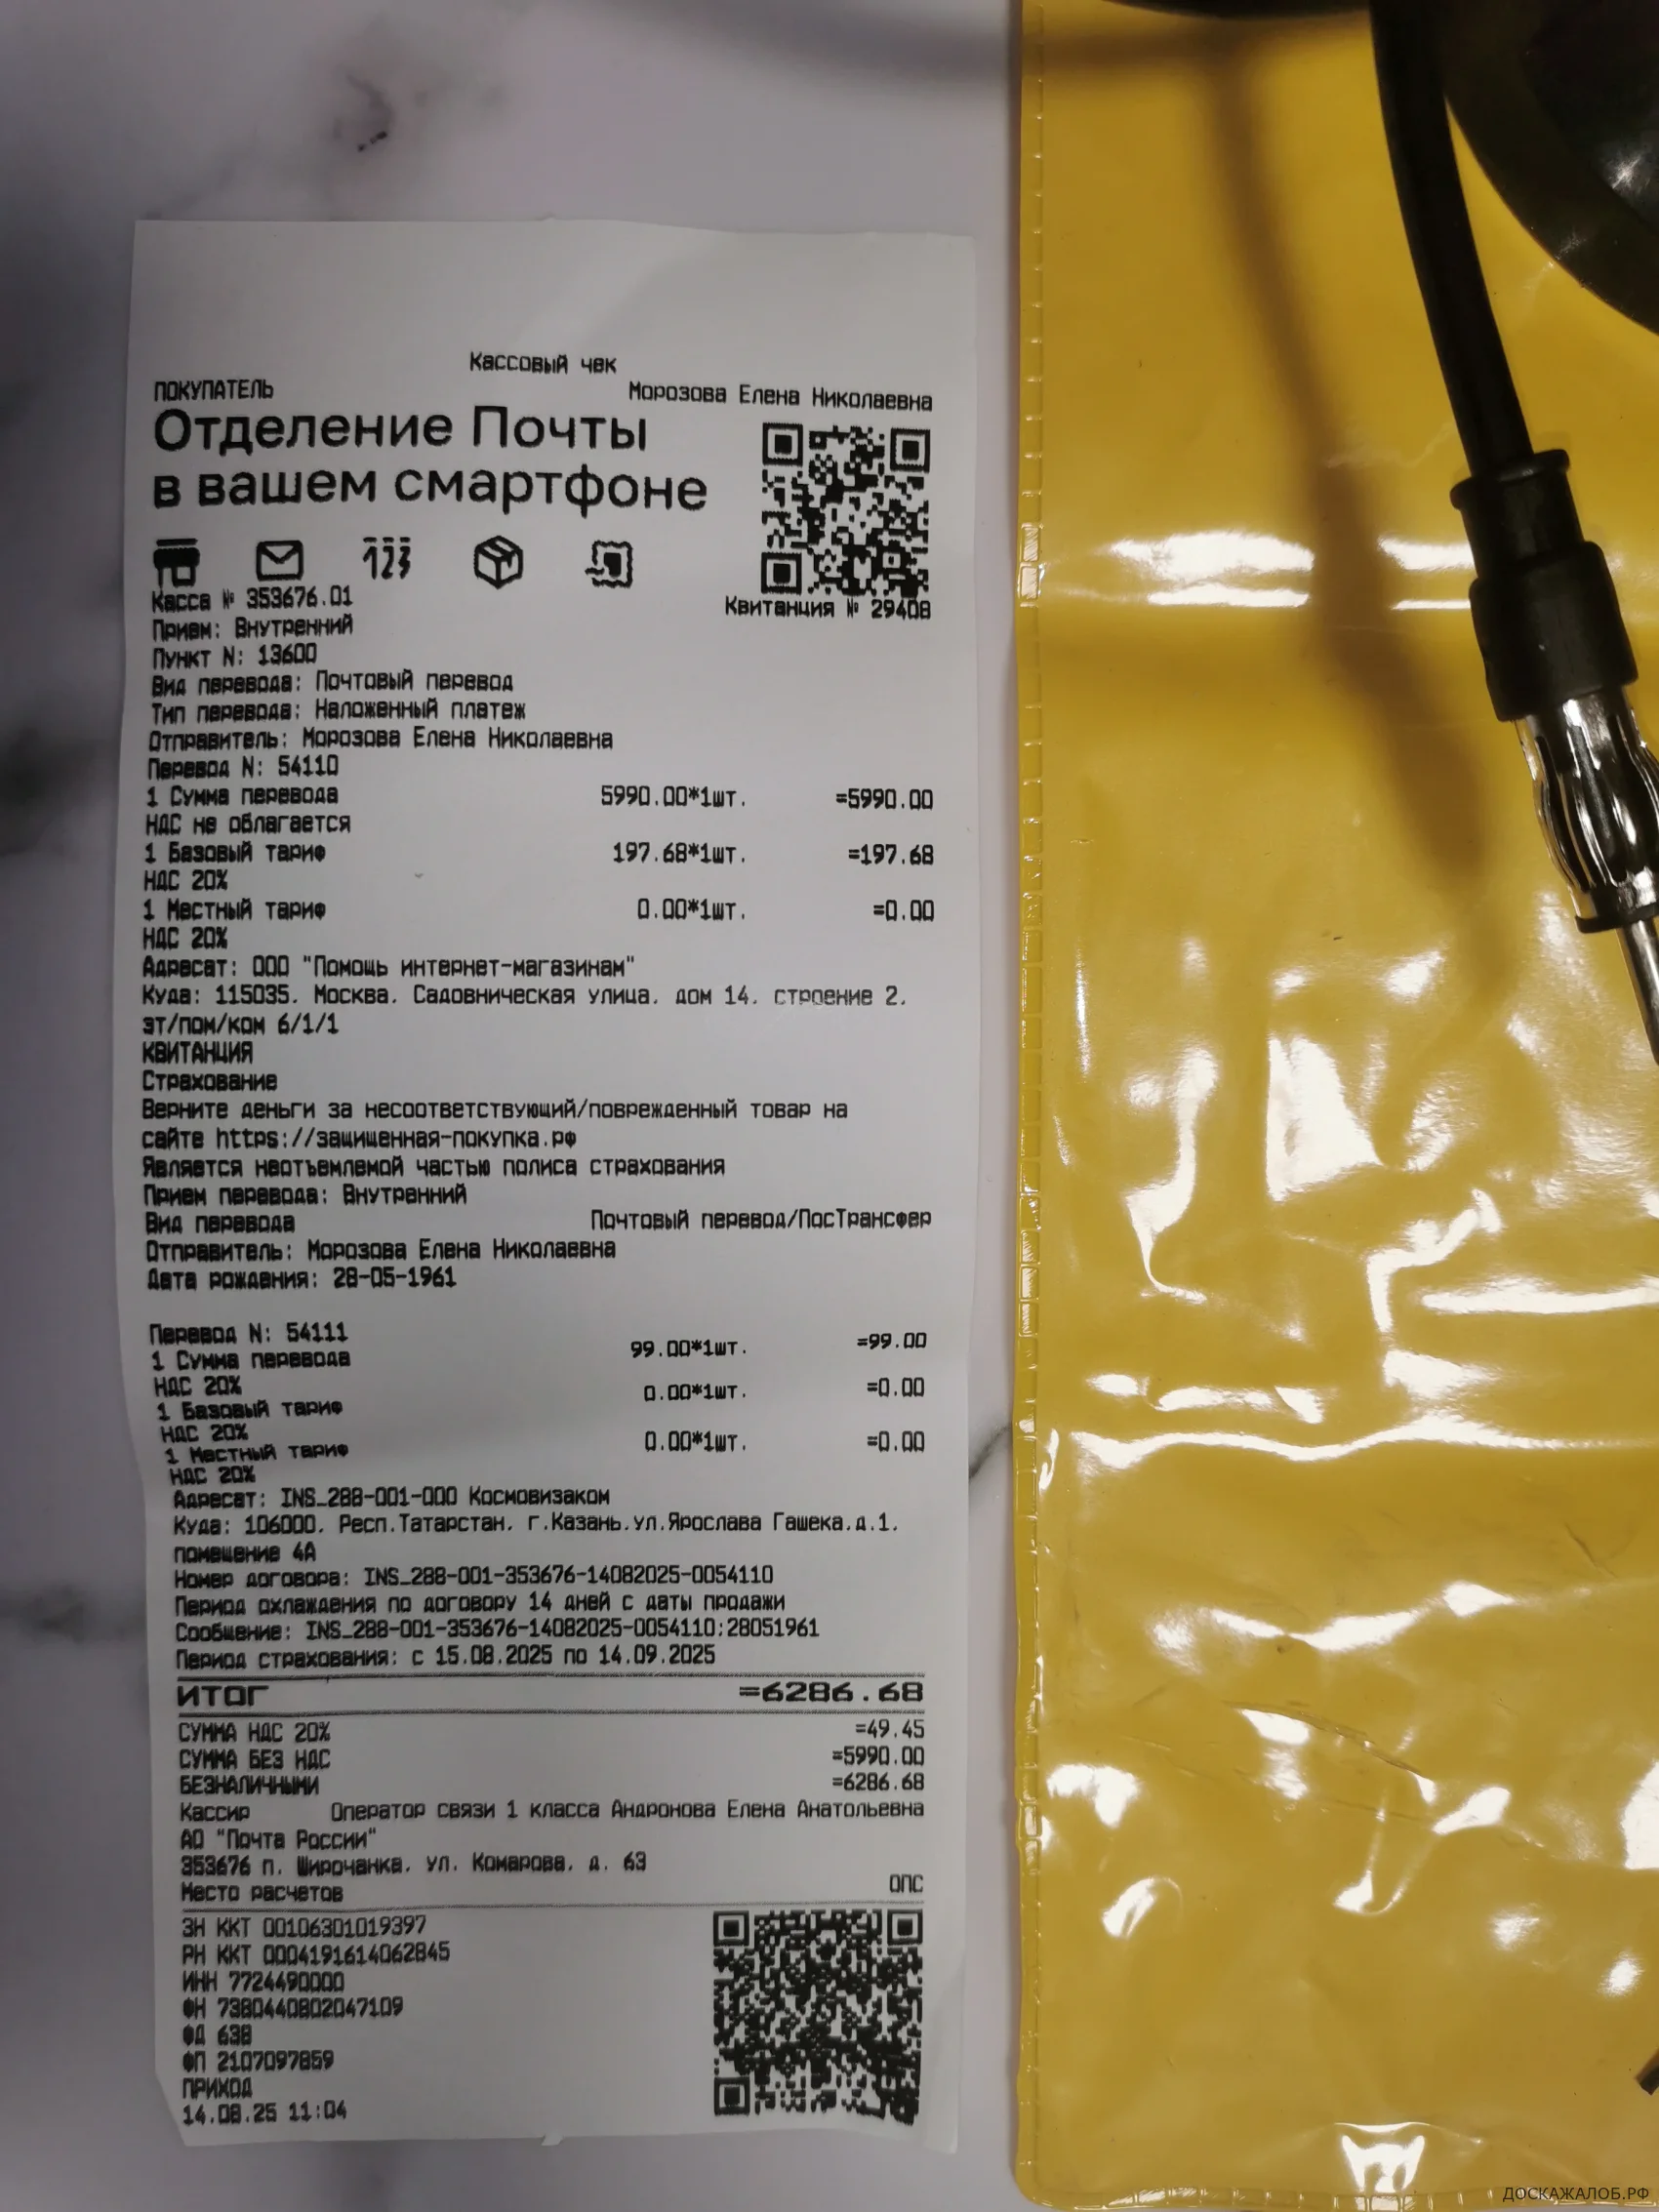 Кассовый чек
ПОКУПАТЕЛЬ Морозова Елена Николаевна
Отделение Почты
в вашем смартфоне
123
Касса № 353676.01 Квитанция № 29408
Прием: Внутренний
Пункт N: 13600
Вид перевода: Почтовый перевод
Тип перевода: Наложенный платеж
Отправитель: Морозова Елена Николаевна
Перевод N: 54110
1 Сумма перевода 5990.00*1шт. =5990.00
НДС не облагается
1 Базовый тариф 197.68*1шт. =197.68
НДС 20%
1 Местный тариф 0.00*1шт. =0.00
НДС 20%
Адресат: ООО "Помощь интернет-магазинам"
Куда: 115035, Москва, Садовническая улица, дом 14, строение 2,
эт/пом/ком 6/1/1
КВИТАНЦИЯ
Страхование
Верните деньги за несоответствующий/поврежденный товар на
сайте https://защищенная-покупка.рф
Является неотъемлемой частью полиса страхования
Прием перевода: Внутренний
Вид перевода Почтовый перевод/ПосТрансфер
Отправитель: Морозова Елена Николаевна
Дата рождения: 28-05-1961
Перевод N: 54111
1 Сумма перевода 99.00*1шт. =99.00
НДС 20%
1 Базовый тариф 0.00*1шт. =0.00
НДС 20%
1 Местный тариф 0.00*1шт. =0.00
НДС 20%
Адресат: INS_288-001-000 Космовизаком
Куда: 106000, Респ.Татарстан, г.Казань,ул.Ярослава Гашека,д.1,
помещение 4А
Номер договора: INS_288-001-353676-14082025-0054110
Период охлаждения по договору 14 дней с даты продажи
Сообщение: INS_288-001-353676-14082025-0054110;28051961
Период страхования: с 15.08.2025 по 14.09.2025
ИТОГ =6286.68
СУММА НДС 20% =49.45
СУММА БЕЗ НДС =5990.00
БЕЗНАЛИЧНЫМИ =6286.68
Кассир Оператор связи 1 класса Андронова Елена Анатольевна
АО "Почта России"
353676 п. Широчанка, ул. Комарова, д. 63
Место расчетов ОПС
ЗН ККТ 00106301019397
РН ККТ 0004191614062845
ИНН 7724490000
ФН 7380440802047109
ФД 638
ФП 2107097859
ПРИХОД
14.08.25 11:04
ДОСКАЖАЛОБ.РФ